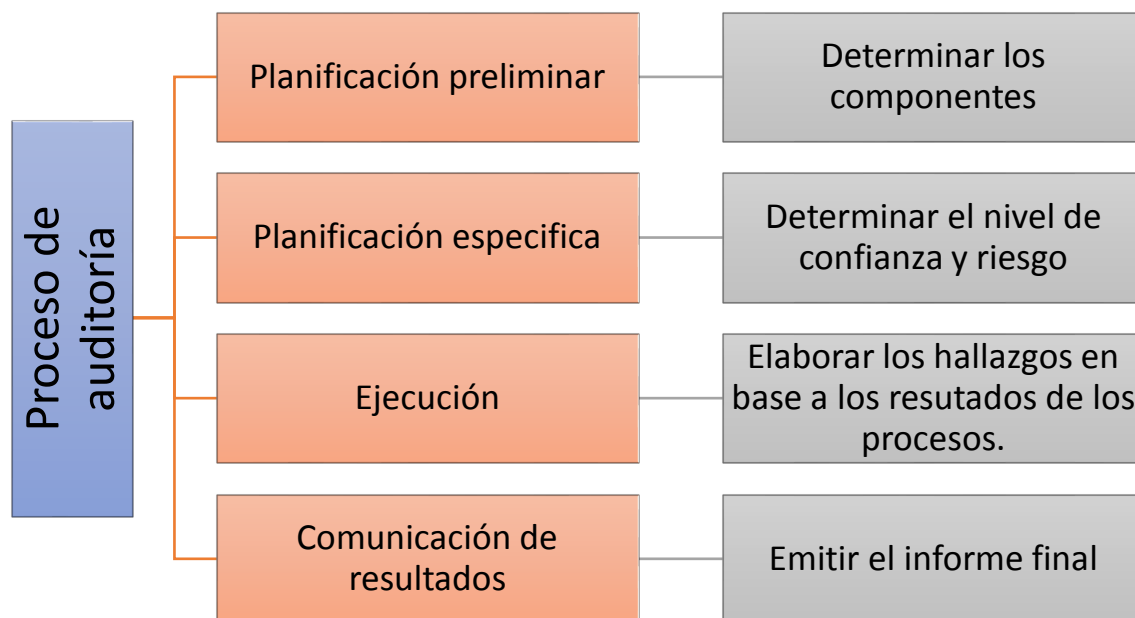 Proceso de
auditoría
Planificación preliminar
Determinar los
componentes
Planificación especifica
Determinar el nivel de
confianza y riesgo
Ejecución
Elaborar los hallazgos en
base a los resutados de los
procesos.
Comunicación de
resultados
Emitir el informe final